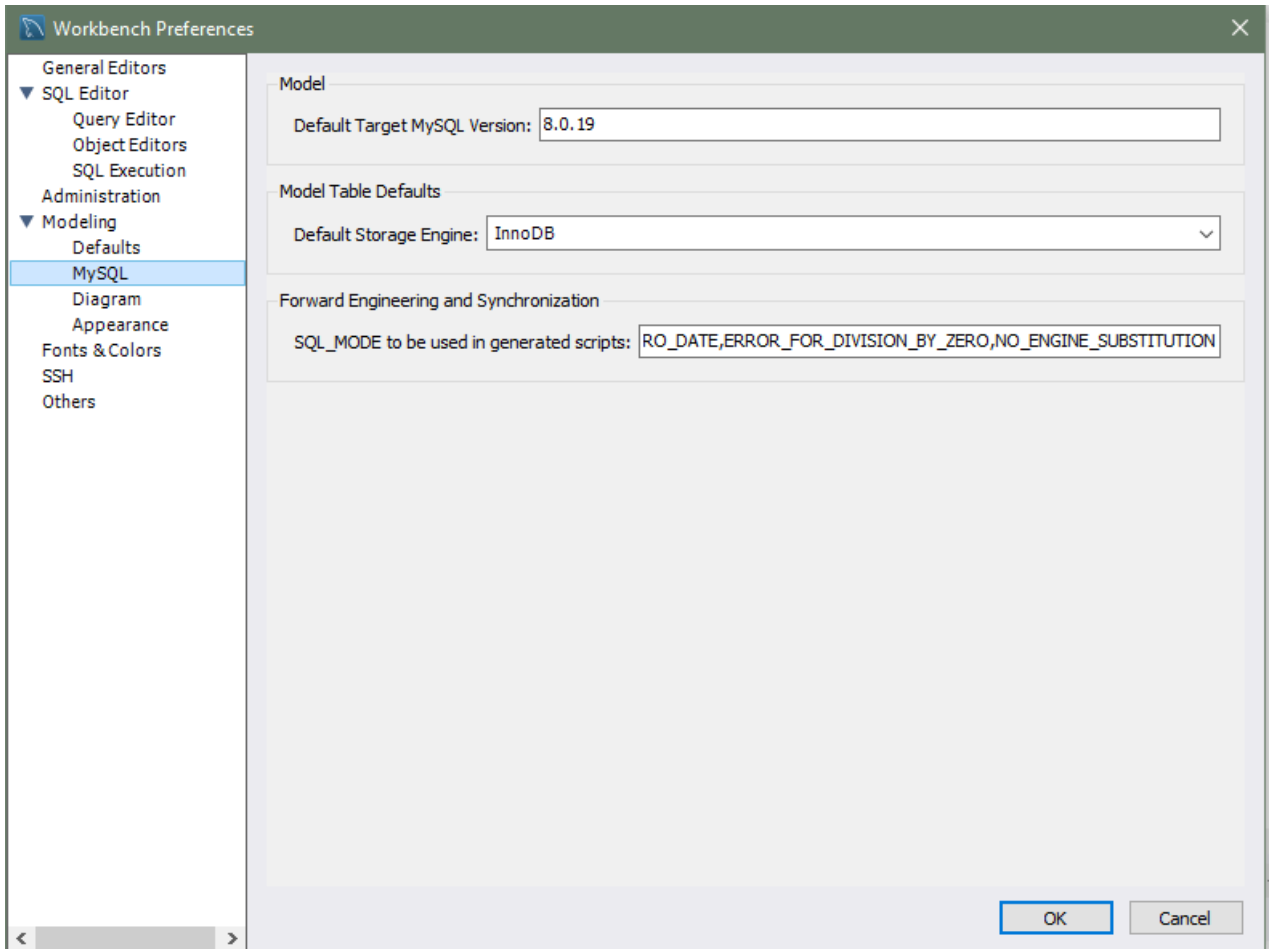 Workbench Preferences
General Editors
SQL Editor
Query Editor
Object Editors
SQL Execution
Administration
Modeling
Defaults
MySQL
Diagram
Appearance
Fonts & Colors
SSH
Others
Model
Default Target MySQL Version: 8.0.19
Model Table Defaults
Default Storage Engine: InnoDB
Forward Engineering and Synchronization
SQL_MODE to be used in generated scripts: RO_DATE,ERROR_FOR_DIVISION_BY_ZERO,NO_ENGINE_SUBSTITUTION
OK Cancel